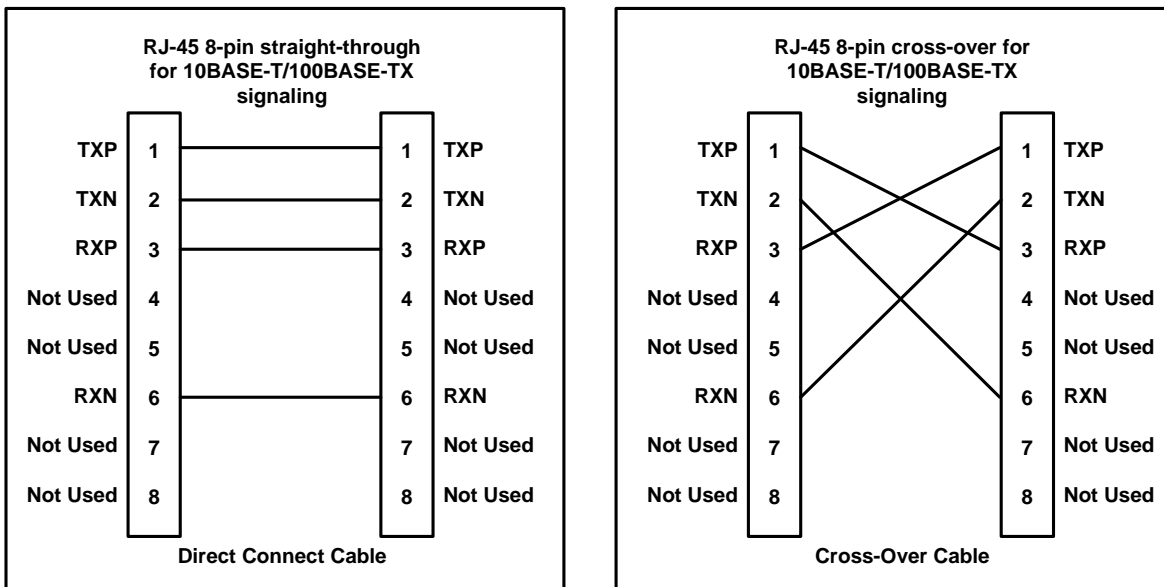 RJ-45 8-pin straight-through
for 10BASE-T/100BASE-TX
signaling
TXP 1 1 TXP
TXN 2 2 TXN
RXP 3 3 RXP
Not Used 4 4 Not Used
Not Used 5 5 Not Used
RXN 6 6 RXN
Not Used 7 7 Not Used
Not Used 8 8 Not Used
Direct Connect Cable
RJ-45 8-pin cross-over for
10BASE-T/100BASE-TX
signaling
TXP 1 1 TXP
TXN 2 2 TXN
RXP 3 3 RXP
Not Used 4 4 Not Used
Not Used 5 5 Not Used
RXN 6 6 RXN
Not Used 7 7 Not Used
Not Used 8 8 Not Used
Cross-Over Cable